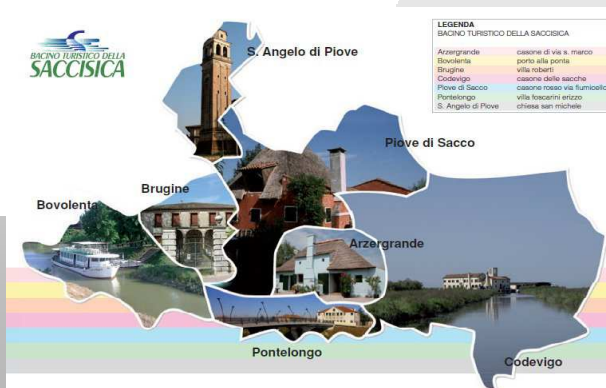 BACINO TURISTICO DELLA
SACCISICA
LEGENDA
BACINO TURISTICO DELLA SACCISICA
Arzergrande casone di via s. marco
Bovolenta porto alla ponta
Brugine villa roberti
Codevigo casone delle sacche
Piove di Sacco casone rosso via fiumicello
Pontelongo villa foscarini erizzo
S. Angelo di Piove chiesa san michele
S. Angelo di Piove
Piove di Sacco
Brugine
Bovolenta
Arzergrande
Pontelongo
Codevigo